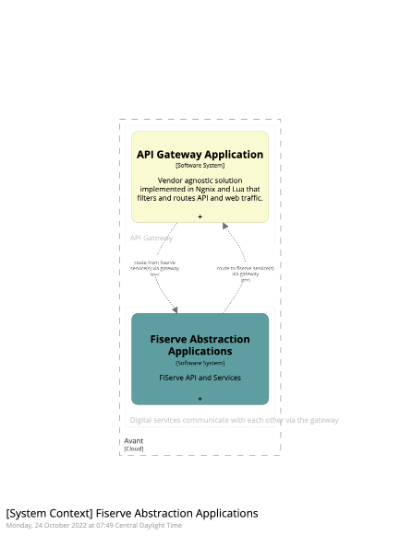 API Gateway Application
[Software System]
Vendor agnostic solution
implemented in Ngnix and Lua that
filters and routes API and web traffic.
+
API Gateway
route from fiserve
service(s) via gateway
route to fiserve service(s)
via gateway
Fiserve Abstraction
Applications
[Software System]
FiServe API and Services
+
Digital services communicate with each other via the gateway
Avant
[Cloud]
[System Context] Fiserve Abstraction Applications
Monday, 24 October 2022 at 07:49 Central Daylight Time